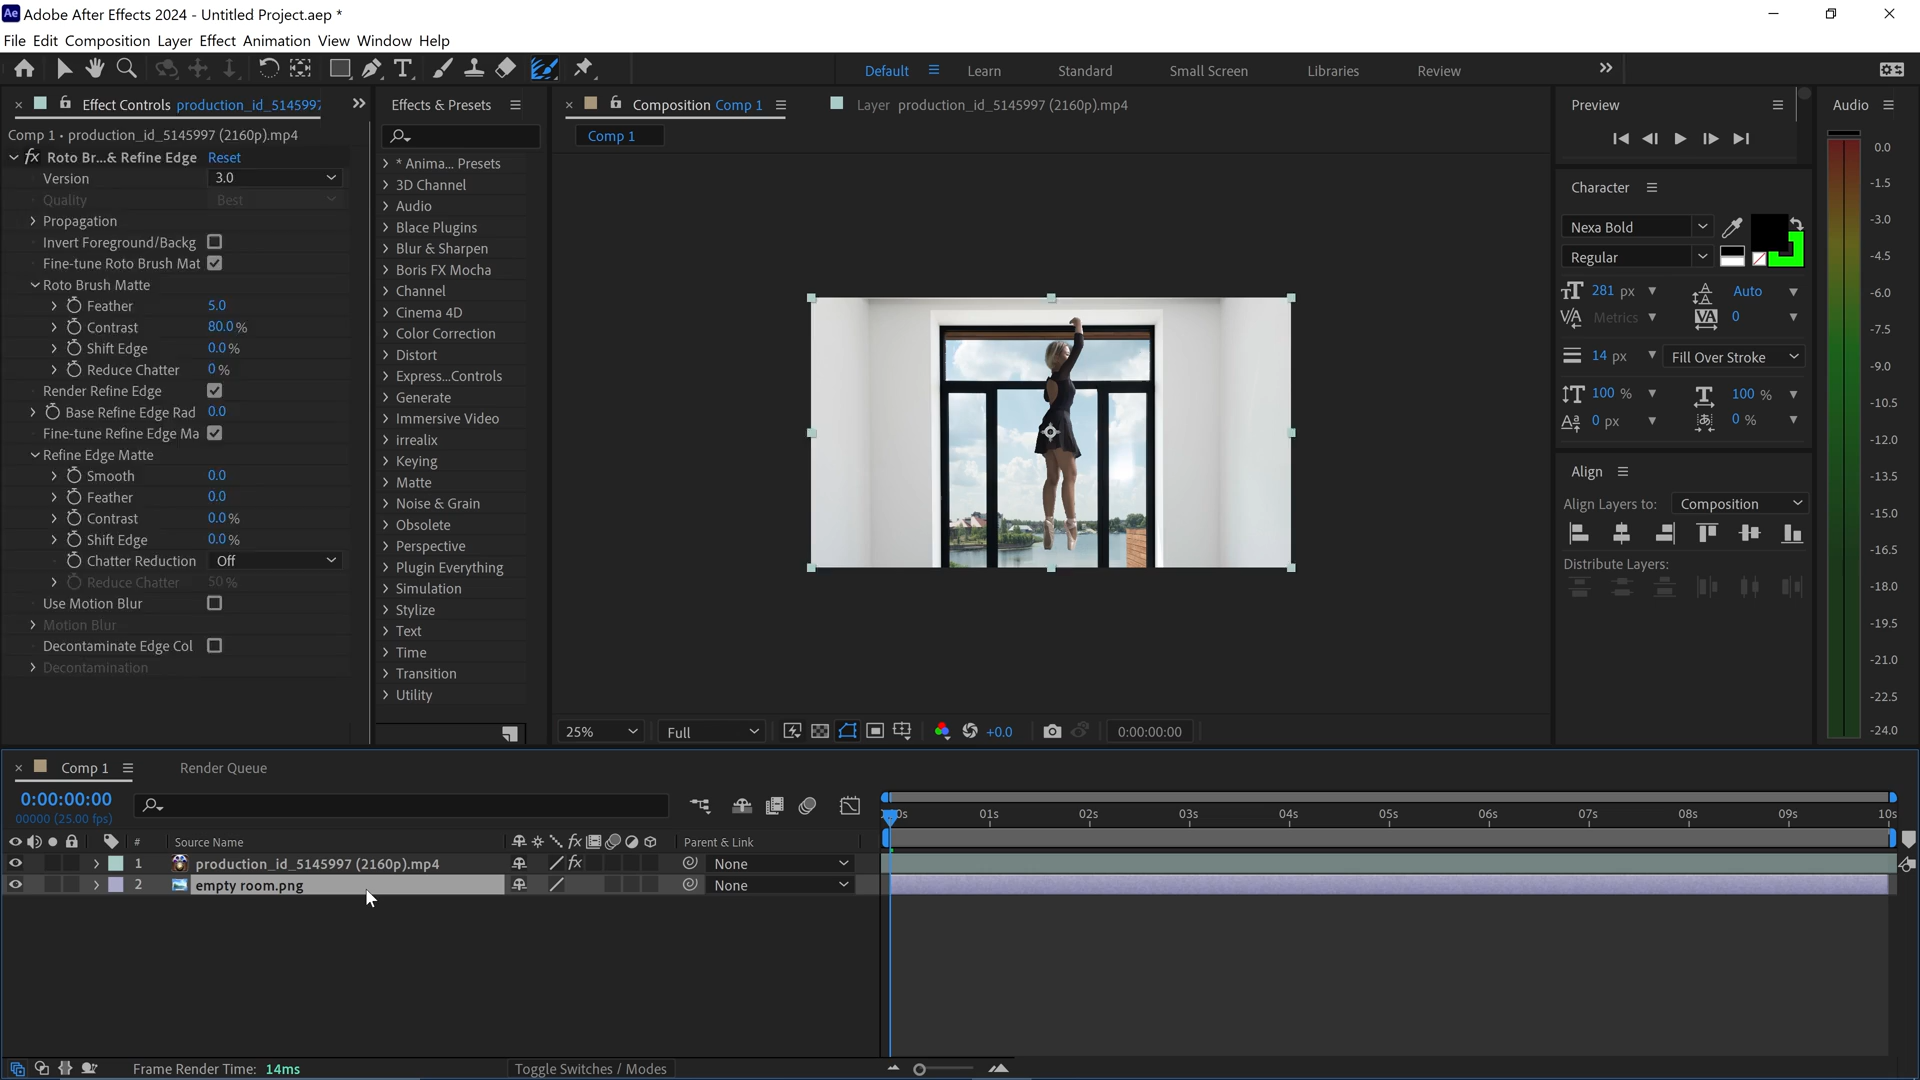 Ae Adobe After Effects 2024 - Untitled Project.aep *
File Edit Composition Layer Effect Animation View Window Help
Default Learn Standard Small Screen Libraries Review
Effect Controls production_id_5145997
Effects & Presets
Composition Comp 1
Layer production_id_5145997 (2160p).mp4
Preview
Audio
Comp 1 • production_id_5145997 (2160p).mp4
Comp 1
fx Roto Br...& Refine Edge Reset
Version 3.0
Quality Best
Propagation
Invert Foreground/Backg
Fine-tune Roto Brush Mat
Roto Brush Matte
Feather 5.0
Contrast 80.0%
Shift Edge 0.0%
Reduce Chatter 0%
Render Refine Edge
Base Refine Edge Rad 0.0
Fine-tune Refine Edge Ma
Refine Edge Matte
Smooth 0.0
Feather 0.0
Contrast 0.0%
Shift Edge 0.0%
Chatter Reduction Off
Reduce Chatter 50%
Use Motion Blur
Motion Blur
Decontaminate Edge Col
Decontamination
* Anima... Presets
3D Channel
Audio
Blace Plugins
Blur & Sharpen
Boris FX Mocha
Channel
Cinema 4D
Color Correction
Distort
Express...Controls
Generate
Immersive Video
irrealix
Keying
Matte
Noise & Grain
Obsolete
Perspective
Plugin Everything
Simulation
Stylize
Text
Time
Transition
Utility
25% Full +0.0 0:00:00:00
Character
Nexa Bold
Regular
281 px Auto
Metrics 0
14 px Fill Over Stroke
100 % 100 %
0 px 0 %
Align
Align Layers to: Composition
Distribute Layers:
0.0
-1.5
-3.0
-4.5
-6.0
-7.5
-9.0
-10.5
-12.0
-13.5
-15.0
-16.5
-18.0
-19.5
-21.0
-22.5
-24.0
Comp 1 Render Queue
0:00:00:00
00000 (25.00 fps)
0s 01s 02s 03s 04s 05s 06s 07s 08s 09s 10s
# Source Name fx Parent & Link
1 production_id_5145997 (2160p).mp4 fx None
2 empty room.png None
Frame Render Time: 14ms Toggle Switches / Modes